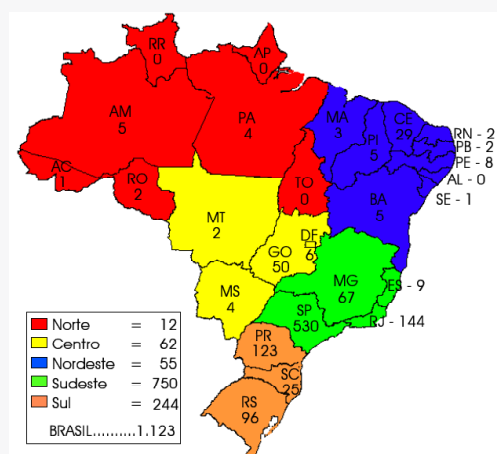 RR
0
AP
0
AM
5
PA
4
MA
3
CE
29
RN - 2
PB - 2
PI
5
PE - 8
AL - 0
SE - 1
AC
1
RO
2
TO
0
BA
5
MT
2
DF
6
GO
50
MG
67
ES - 9
MS
4
SP
530
RJ - 144
PR
123
SC
25
RS
96
Norte = 12
Centro = 62
Nordeste = 55
Sudeste - 750
Sul = 244
BRASIL..........1.123